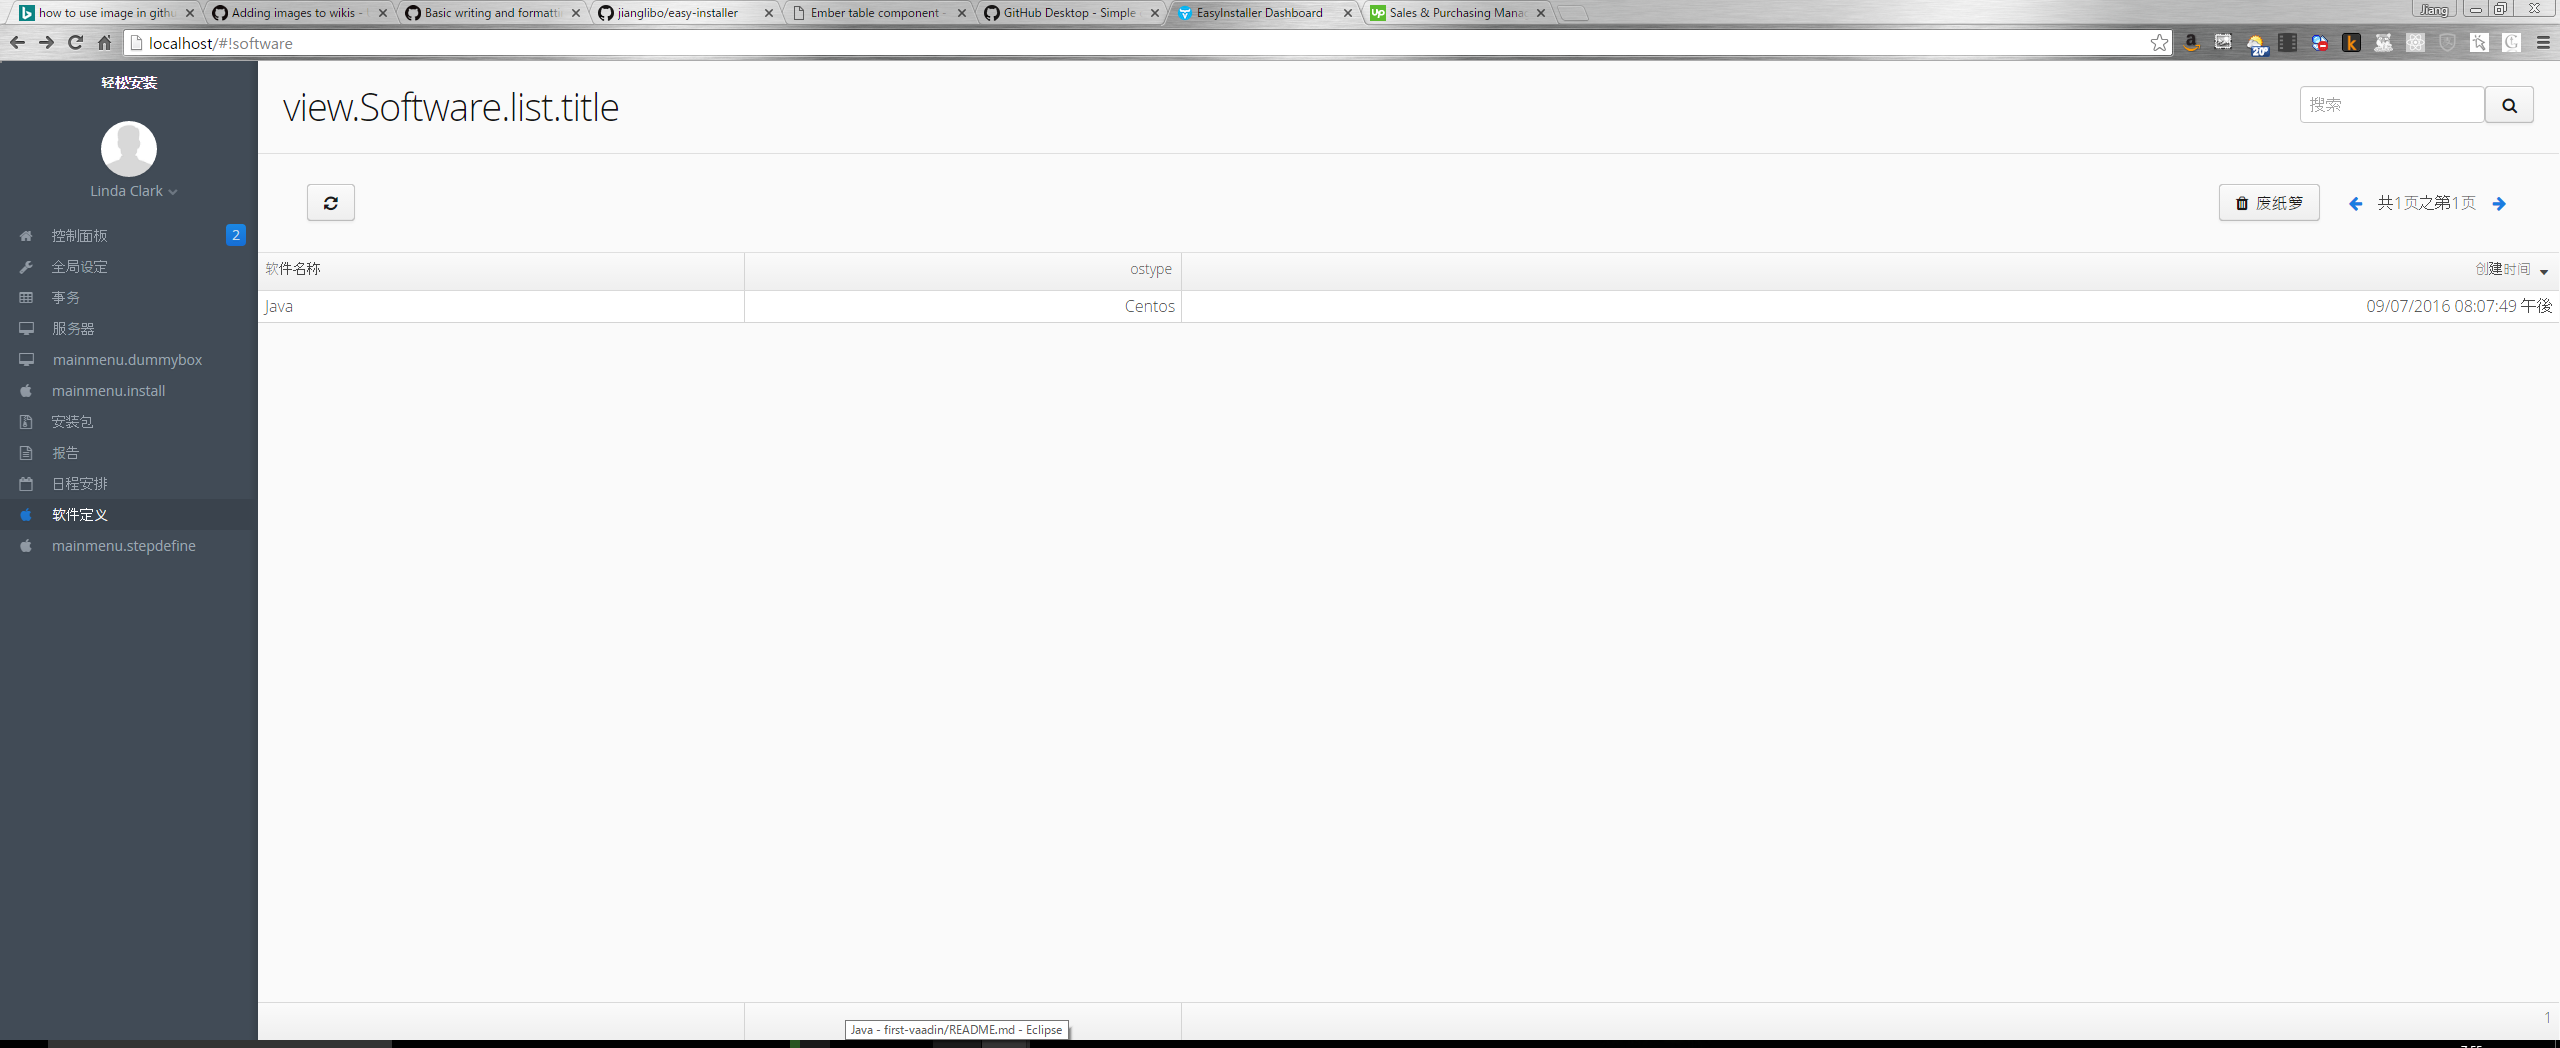 how to use image in githu
Adding images to wikis -
Basic writing and formatti
jianglibo/easy-installer
Ember table component -
GitHub Desktop - Simple
EasyInstaller Dashboard
Up Sales & Purchasing Mana
Jiang
localhost/#!software
20°
轻松安装
Linda Clark
控制面板 2
全局设定
事务
服务器
mainmenu.dummybox
mainmenu.install
安装包
报告
日程安排
软件定义
mainmenu.stepdefine
view.Software.list.title
搜索
废纸箩
共1页之第1页
软件名称 ostype 创建时间
Java Centos 09/07/2016 08:07:49 午後
1
Java - first-vaadin/README.md - Eclipse